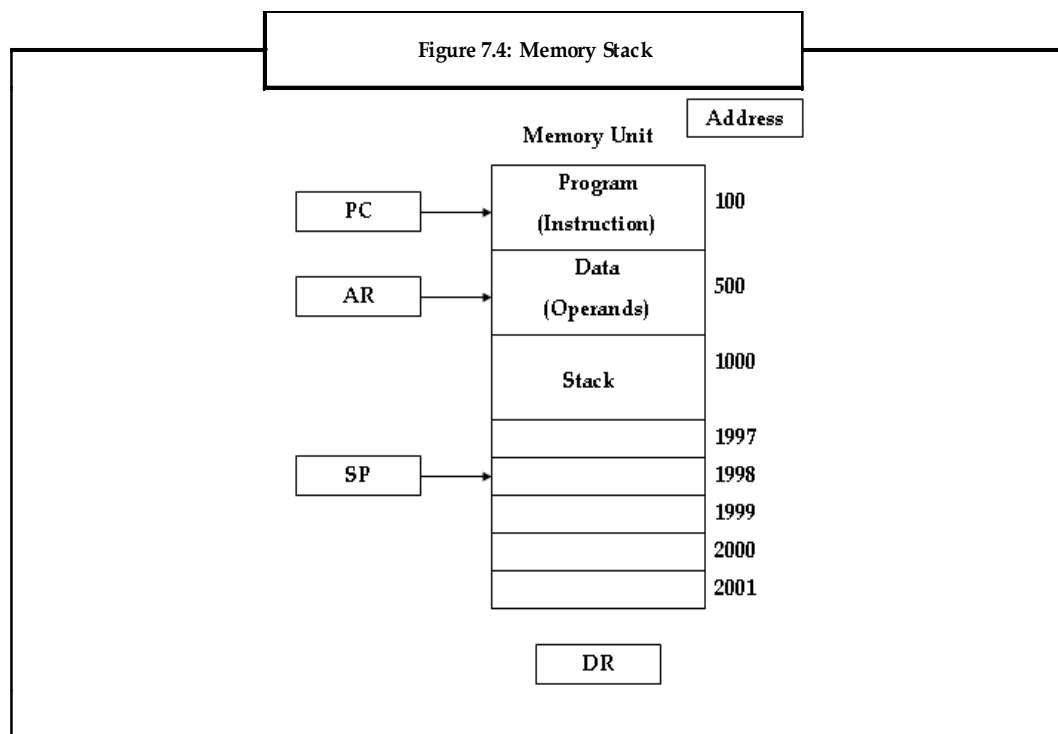 Figure 7.4: Memory Stack
Address
Memory Unit
Program
(Instruction)
100
PC
Data
(Operands)
500
AR
Stack
1000
1997
SP
1998
1999
2000
2001
DR